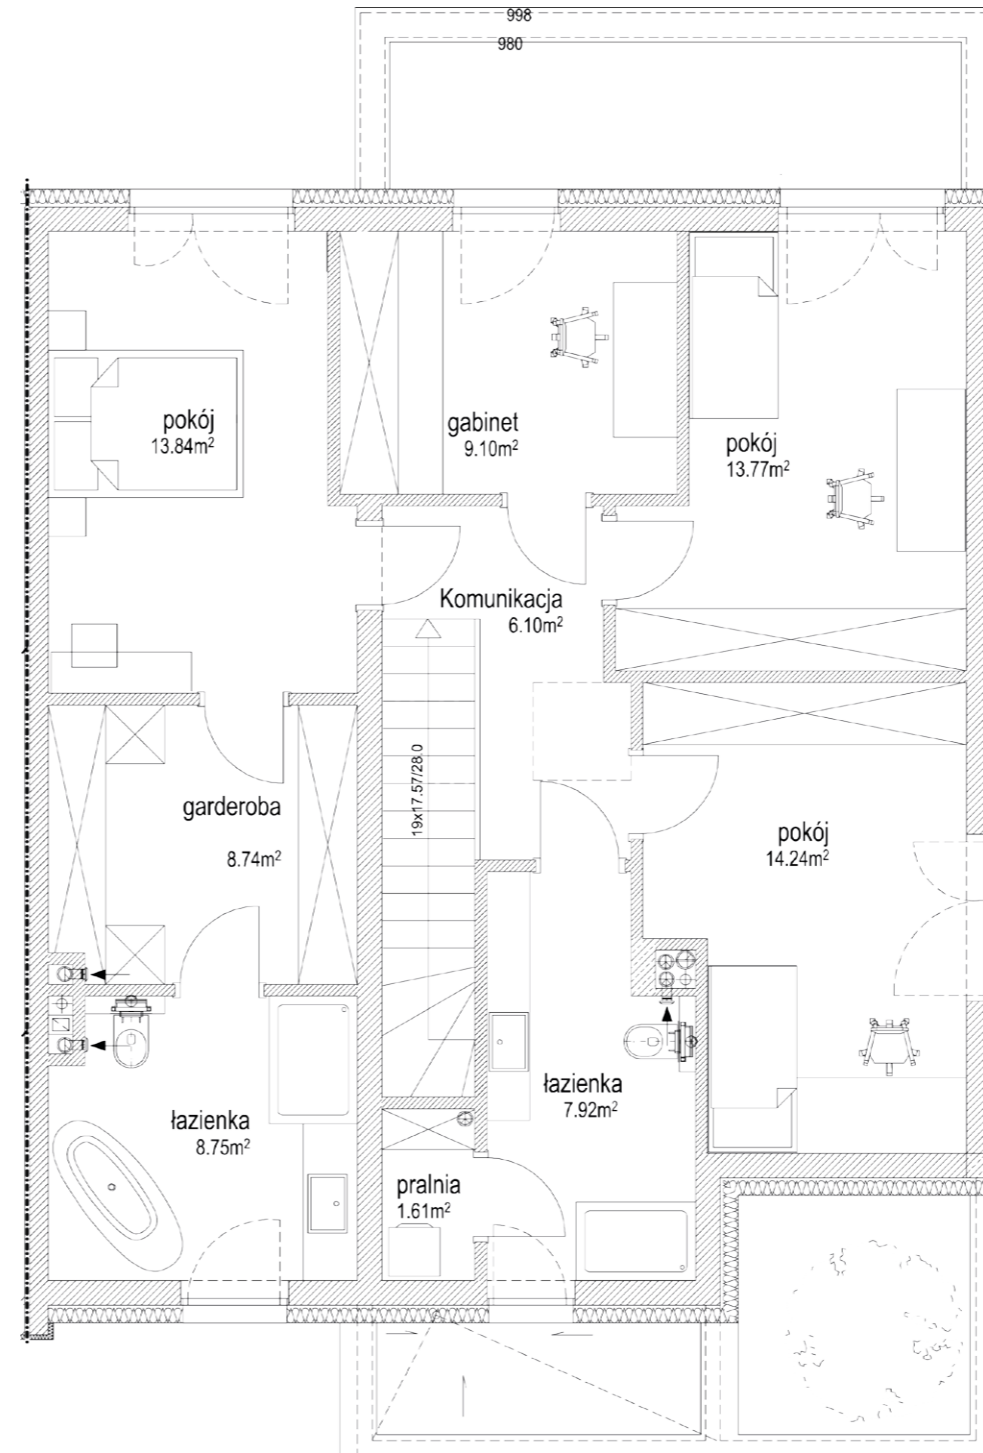 998
980
pokój
13.84m²
gabinet
9.10m²
pokój
13.77m²
Komunikacja
6.10m²
19x17.57/28.0
garderoba
8.74m²
pokój
14.24m²
łazienka
8.75m²
łazienka
7.92m²
pralnia
1.61m²